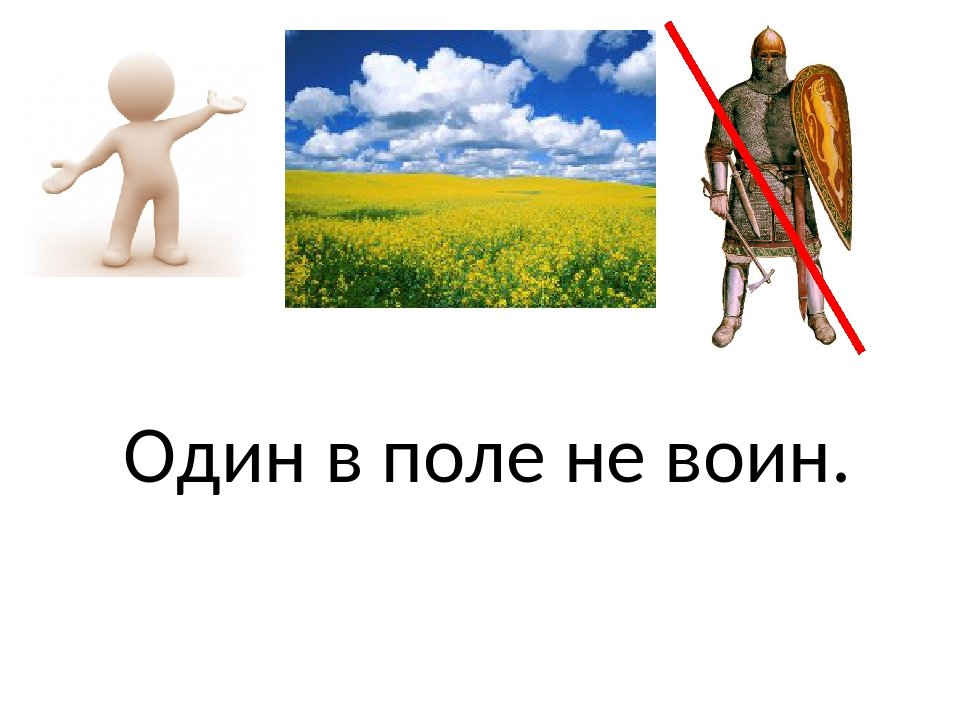 Один в поле не воин.